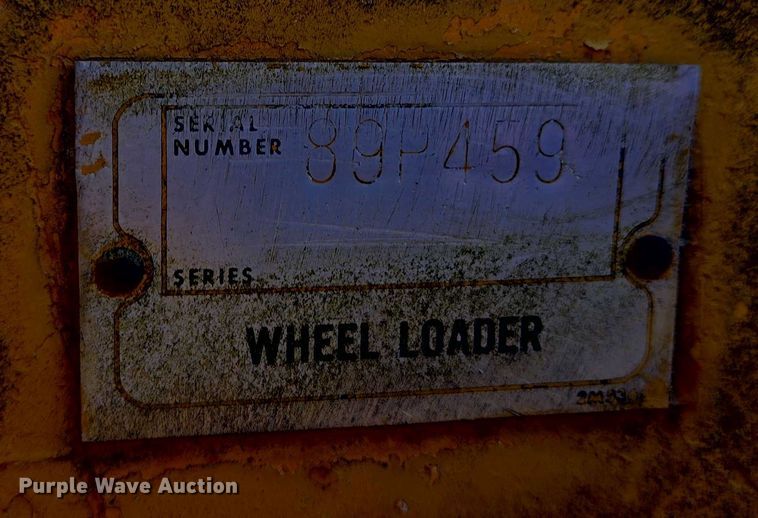 SERIAL
NUMBER 89P459
SERIES
WHEEL LOADER
Purple Wave Auction